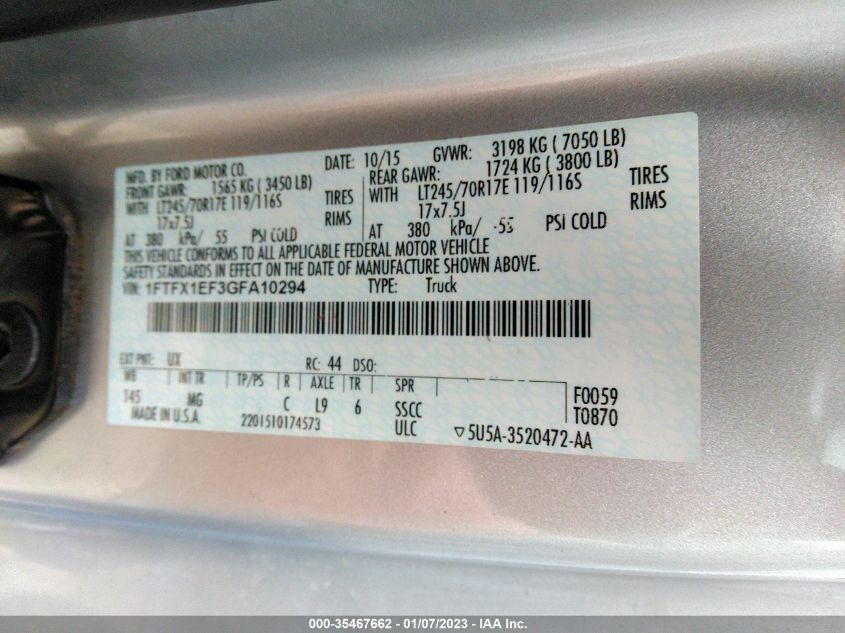 MFD. BY FORD MOTOR CO. DATE: 10/15 GVWR: 3198 KG ( 7050 LB)
FRONT GAWR: 1565 KG ( 3450 LB) REAR GAWR: 1724 KG ( 3800 LB)
WITH LT245/70R17E 119/116S TIRES WITH LT245/70R17E 119/116S TIRES
17x7.5J RIMS 17x7.5J RIMS
AT 380 kPa/ 55 PSI COLD AT 380 kPa/ 55 PSI COLD
THIS VEHICLE CONFORMS TO ALL APPLICABLE FEDERAL MOTOR VEHICLE
SAFETY STANDARDS IN EFFECT ON THE DATE OF MANUFACTURE SHOWN ABOVE.
VIN: 1FTFX1EF3GFA10294 TYPE: Truck
EXT PNT: UX RC: 44 DSO:
WB INT TR TP/PS R AXLE TR SPR F0059
145 MG C L9 6 SSCC T0870
MADE IN U.S.A. 2201510174573 ULC ▽5U5A-3520472-AA
000-35467662 - 01/07/2023 - IAA Inc.